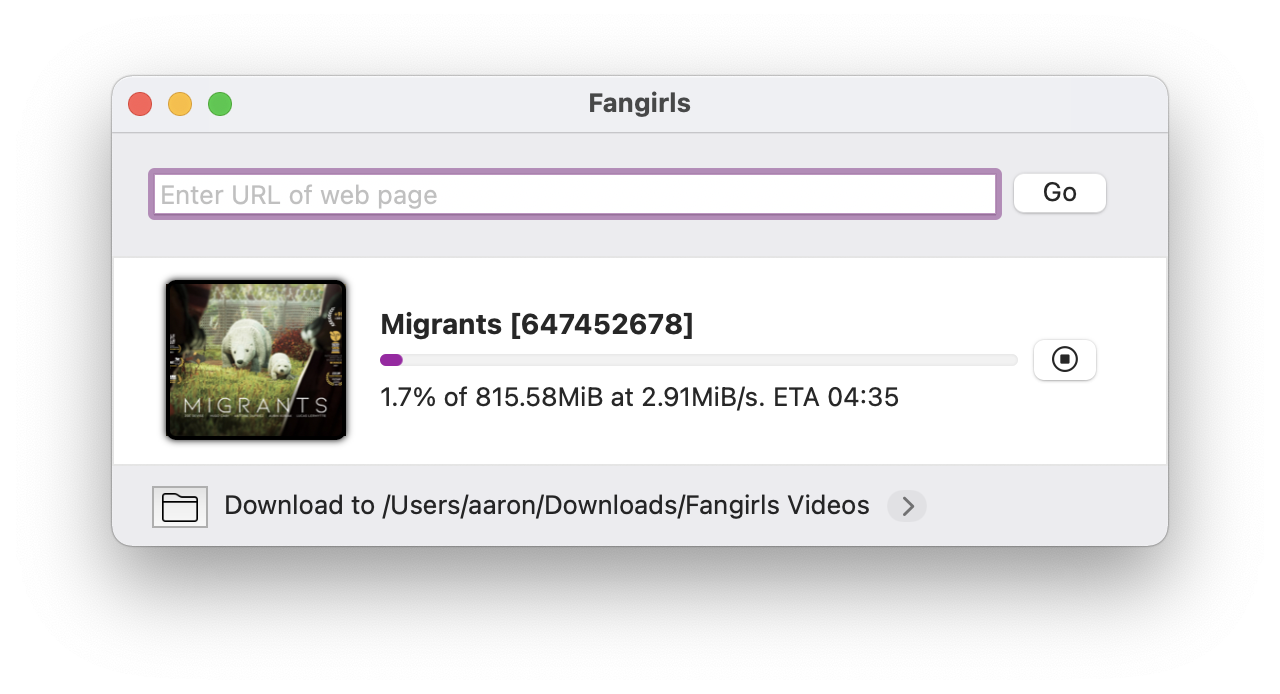 Fangirls
Enter URL of web page
Go
Migrants [647452678]
1.7% of 815.58MiB at 2.91MiB/s. ETA 04:35
MIGRANTS
Download to /Users/aaron/Downloads/Fangirls Videos